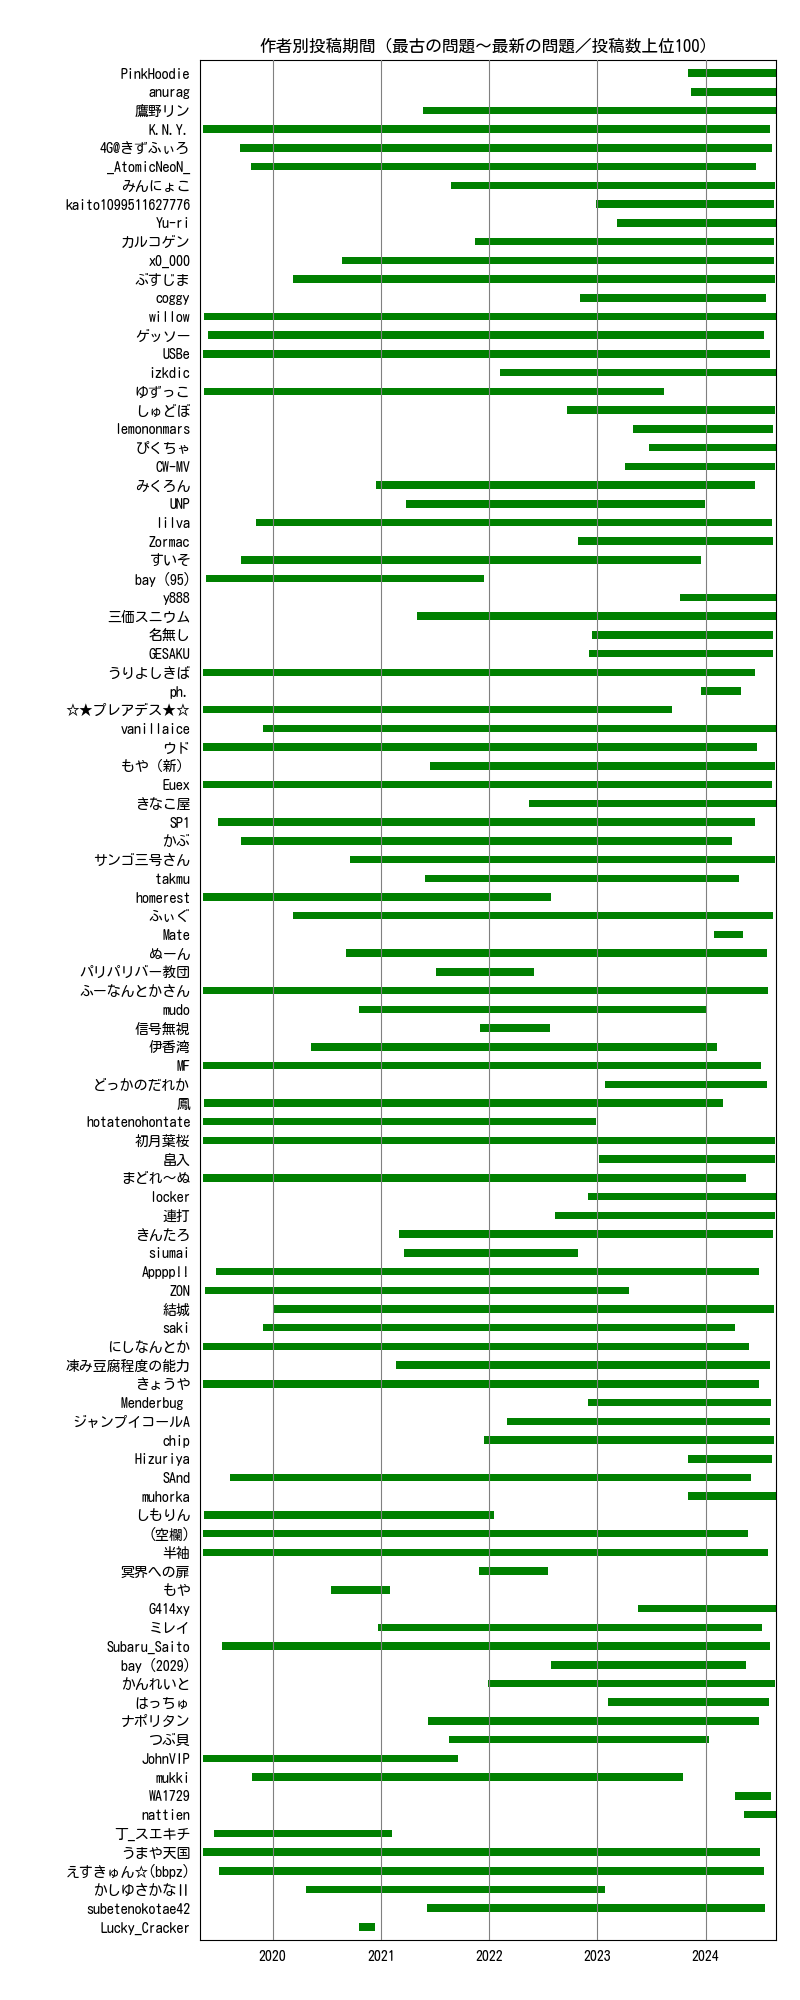 作者別投稿期間（最古の問題～最新の問題／投稿数上位100）
PinkHoodie
anurag
鷹野リン
K.N.Y.
4G@きずふぃろ
_AtomicNeoN_
みんにょこ
kaito1099511627776
Yu-ri
カルコゲン
x0_000
ぶすじま
coggy
willow
ゲッソー
USBe
izkdic
ゆずっこ
しゅどぼ
lemononmars
ぴくちゃ
CW-MV
みくろん
UNP
lilva
Zormac
すいそ
bay (95)
y888
三価スニウム
名無し
GESAKU
うりよしきば
ph.
☆★プレアデス★☆
vanillaice
ウド
もや（新）
Euex
きなこ屋
SP1
かぶ
サンゴ三号さん
takmu
homerest
ふぃぐ
Mate
ぬーん
パリパリバー教団
ふーなんとかさん
mudo
信号無視
伊香湾
MF
どっかのだれか
鳳
hotatenohontate
初月葉桜
畠入
まどれ～ぬ
locker
連打
きんたろ
siumai
Appppll
ZON
結城
saki
にしなんとか
凍み豆腐程度の能力
きょうや
Menderbug
ジャンプイコールA
chip
Hizuriya
SAnd
muhorka
しもりん
(空欄)
半袖
冥界への扉
もや
G414xy
ミレイ
Subaru_Saito
bay (2029)
かんれいと
はっちゅ
ナポリタン
つぶ貝
JohnVIP
mukki
WA1729
nattien
丁_スエキチ
うまや天国
えすきゅん☆(bbpz)
かしゆさかなII
subetenokotae42
Lucky_Cracker
2020 2021 2022 2023 2024